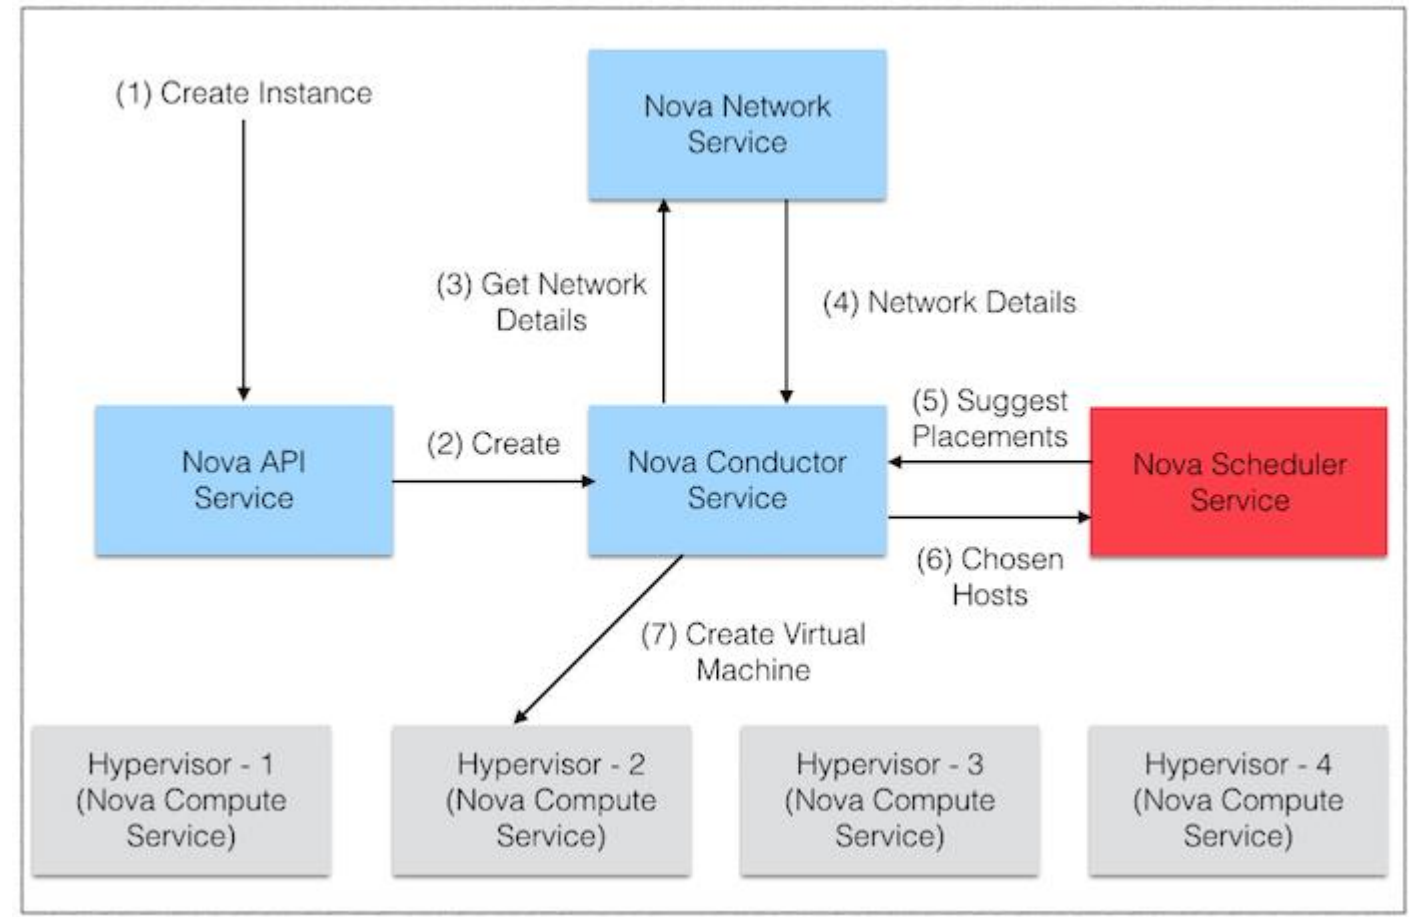 (1) Create Instance
Nova Network
Service
(3) Get Network
Details
(4) Network Details
Nova API
Service
(2) Create
Nova Conductor
Service
(5) Suggest
Placements
Nova Scheduler
Service
(6) Chosen
Hosts
(7) Create Virtual
Machine
Hypervisor - 1
(Nova Compute
Service)
Hypervisor - 2
(Nova Compute
Service)
Hypervisor - 3
(Nova Compute
Service)
Hypervisor - 4
(Nova Compute
Service)